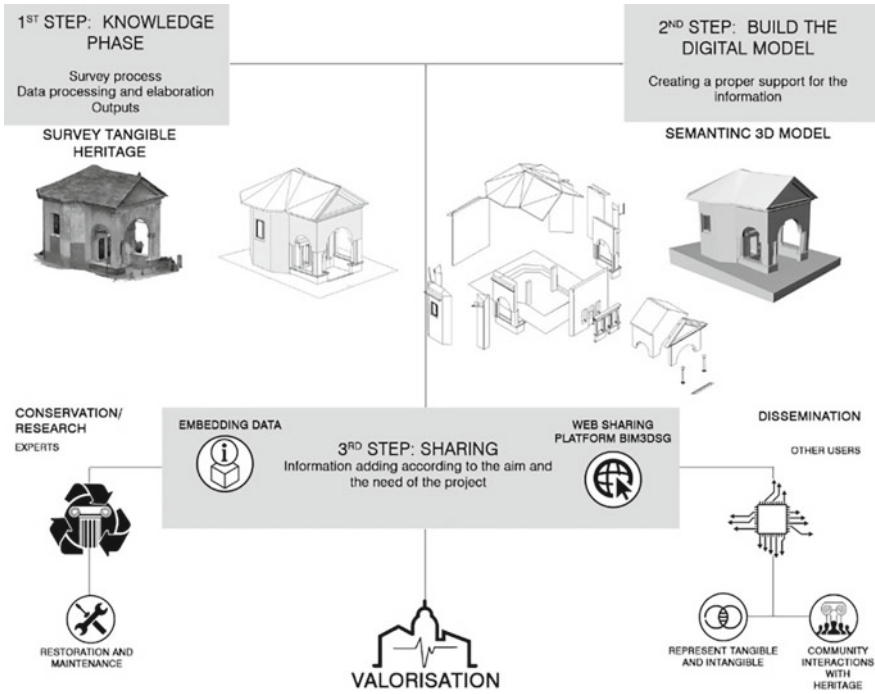 1ST STEP: KNOWLEDGE
PHASE
Survey process
Data processing and elaboration
Outputs
SURVEY TANGIBLE
HERITAGE
2ND STEP: BUILD THE
DIGITAL MODEL
Creating a proper support for the
information
SEMANTINC 3D MODEL
CONSERVATION/
RESEARCH
EXPERTS
EMBEDDING DATA
3RD STEP: SHARING
Information adding according to the aim and
the need of the project
WEB SHARING
PLATFORM BIM3DSG
DISSEMINATION
OTHER USERS
RESTORATION AND
MAINTENANCE
VALORISATION
REPRESENT TANGIBLE
AND INTANGIBLE
COMMUNITY
INTERACTIONS
WITH
HERITAGE